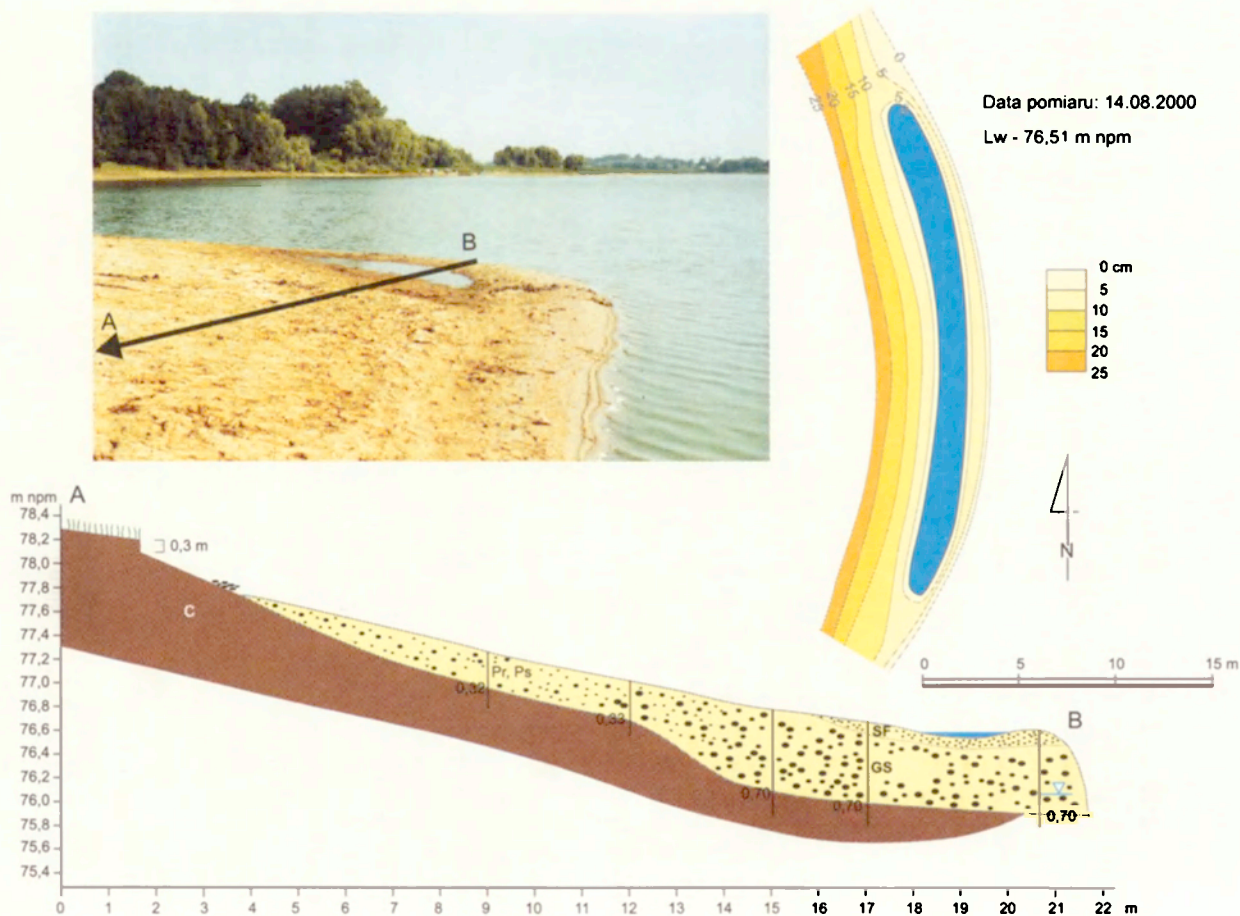 A
B
0
5
10
15
20
25
5
Data pomiaru: 14.08.2000
Lw - 76,51 m npm
0 cm
5
10
15
20
25
N
0 5 10 15 m
m npm
A
78,4
78,2
78,0
77,8
77,6
77,4
77,2
77,0
76,8
76,6
76,4
76,2
76,0
75,8
75,6
75,4
0,3 m
C
Pr, Ps
0,32
0,33
0,70
0,70
SF
GS
B
0,70
0 1 2 3 4 5 6 7 8 9 10 11 12 13 14 15 16 17 18 19 20 21 22 m